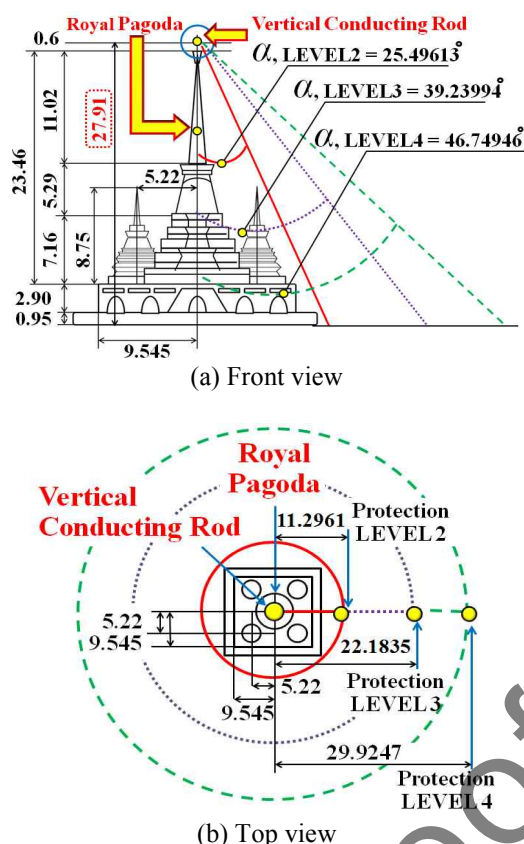 Royal Pagoda
Vertical Conducting Rod
0.6
α, LEVEL2 = 25.49613°
α, LEVEL3 = 39.23994°
α, LEVEL4 = 46.74946°
11.02
27.91
23.46
5.22
5.29
7.16
8.75
2.90
0.95
9.545
(a) Front view
Royal
Pagoda
Vertical
Conducting Rod
Protection
LEVEL 2
11.2961
5.22
9.545
22.1835
5.22
Protection
LEVEL 3
9.545
29.9247
Protection
LEVEL 4
(b) Top view